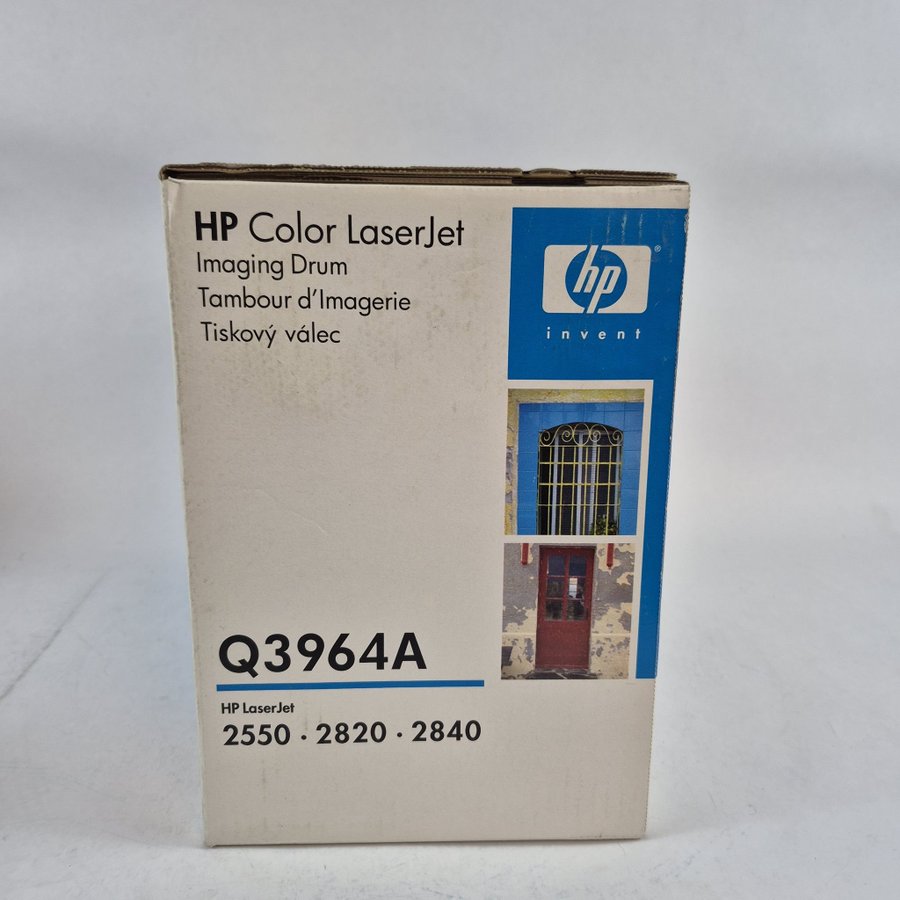 HP Color LaserJet
Imaging Drum
Tambour d'Imagerie
Tiskový válec
hp®
invent
Q3964A
HP LaserJet
2550 · 2820 · 2840